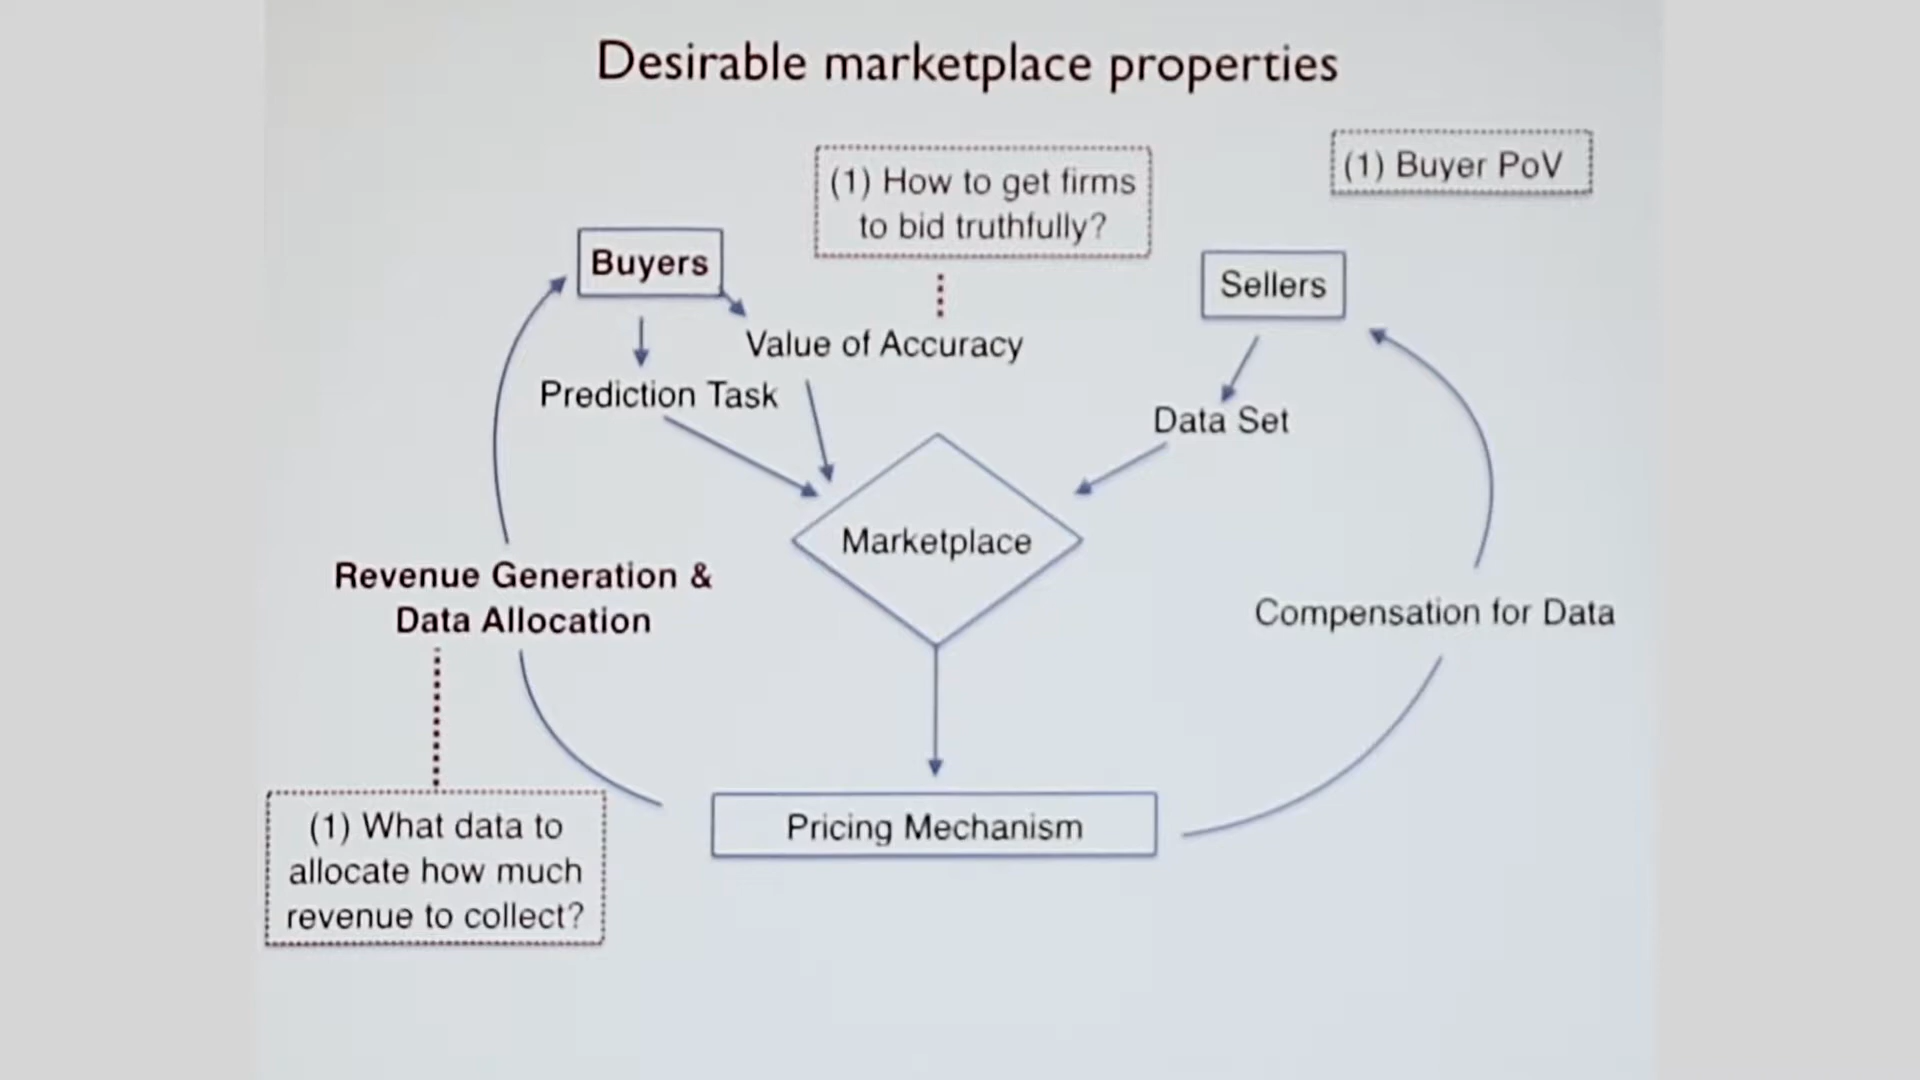 Desirable marketplace properties
(1) Buyer PoV
(1) How to get firms
to bid truthfully?
Buyers
Sellers
Value of Accuracy
Prediction Task
Data Set
Marketplace
Revenue Generation &
Data Allocation
Compensation for Data
(1) What data to
allocate how much
revenue to collect?
Pricing Mechanism